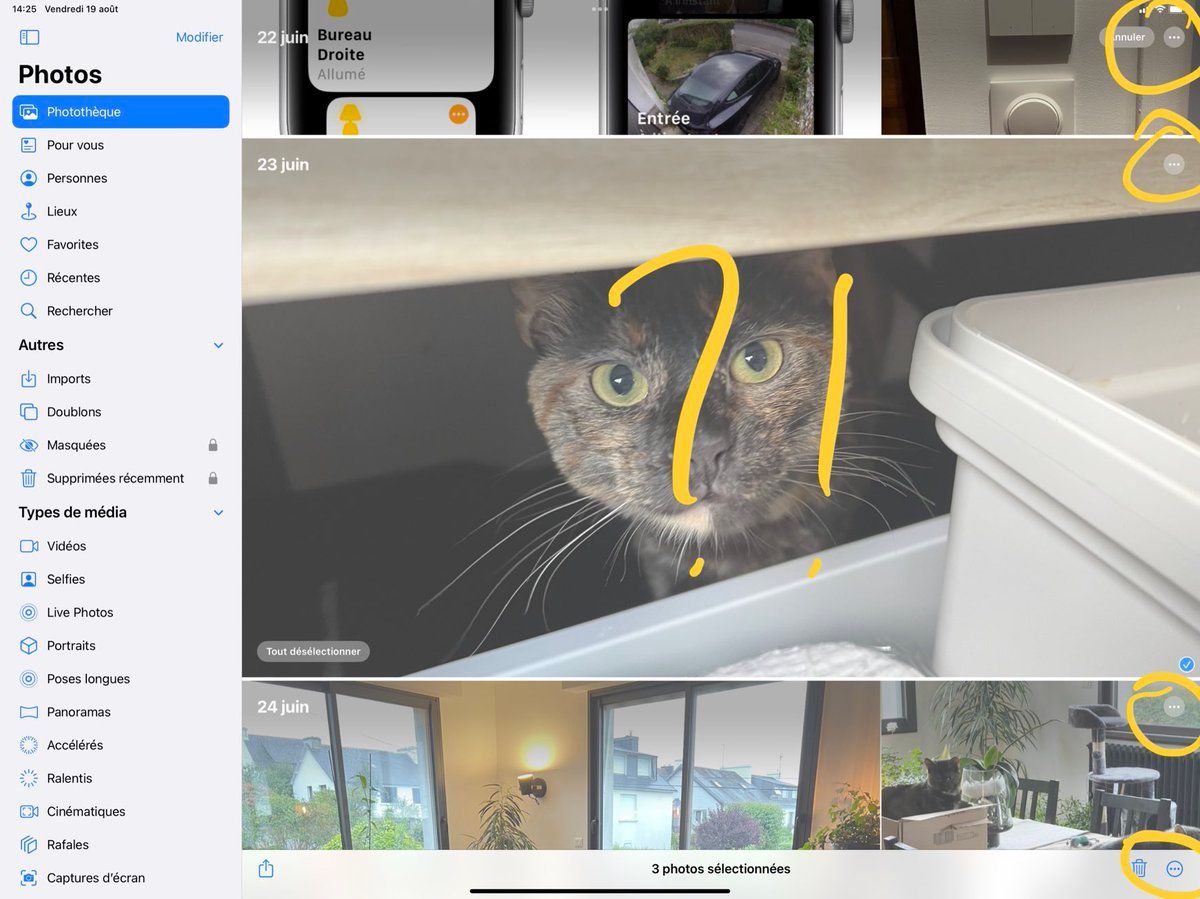 14:25 Vendredi 19 août
Modifier
Photos
Photothèque
Pour vous
Personnes
Lieux
Favorites
Récentes
Rechercher
Autres
Imports
Doublons
Masquées
Supprimées récemment
Types de média
Vidéos
Selfies
Live Photos
Portraits
Poses longues
Panoramas
Accélérés
Ralentis
Cinématiques
Rafales
Captures d'écran
22 juin
Bureau
Droite
Allumé
Entrée
Annuler
23 juin
?!
Tout désélectionner
24 juin
3 photos sélectionnées